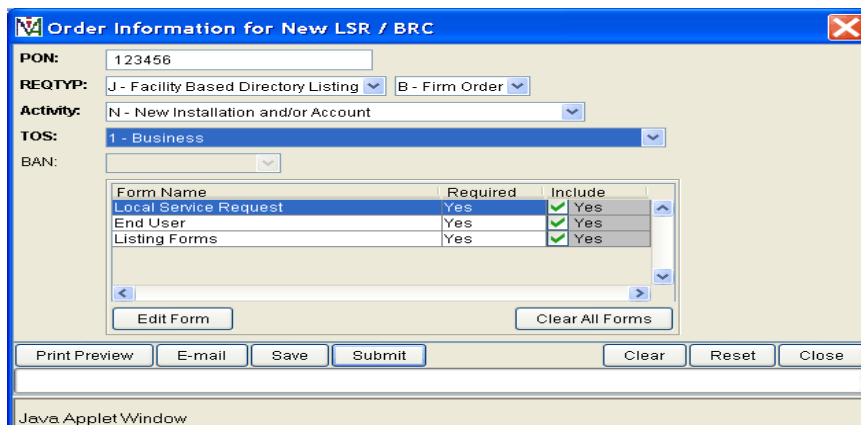 Order Information for New LSR / BRC
PON: 123456
REQTYP: J - Facility Based Directory Listing B - Firm Order
Activity: N - New Installation and/or Account
TOS: 1 - Business
BAN:
Form Name Required Include
Local Service Request Yes Yes
End User Yes Yes
Listing Forms Yes Yes
Edit Form Clear All Forms
Print Preview E-mail Save Submit Clear Reset Close
Java Applet Window